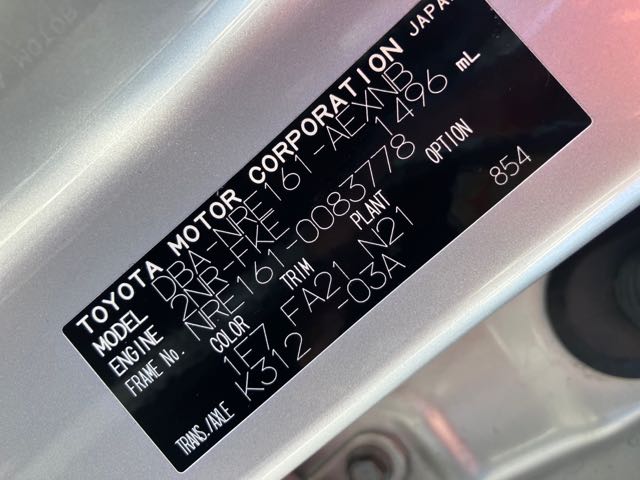 TOYOTA MOTOR CORPORATION JAPAN
MODEL DBA-NRE161-AEXNB
ENGINE 2NR-FKE 1496 mL
FRAME No. NRE161-0083778
COLOR TRIM PLANT OPTION
1F7 FA21 N21 854
TRANS./AXLE K312 -03A